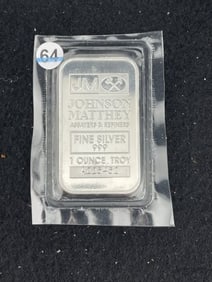 64
JM
JOHNSON
MATTHEY
ASSAYERS & REFINERS
FINE SILVER
999
1 OUNCE, TROY